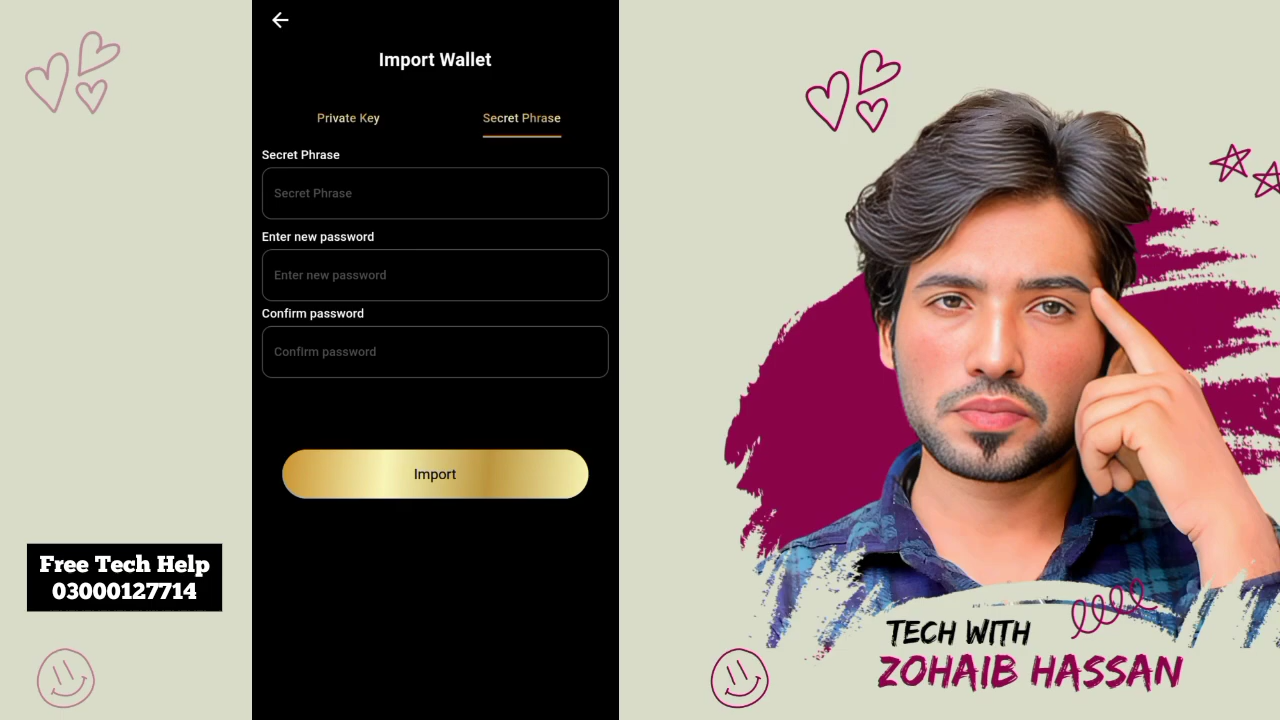 Import Wallet
Private Key
Secret Phrase
Secret Phrase
Secret Phrase
Enter new password
Enter new password
Confirm password
Confirm password
Import
Free Tech Help
03000127714
TECH WITH
ZOHAIB HASSAN